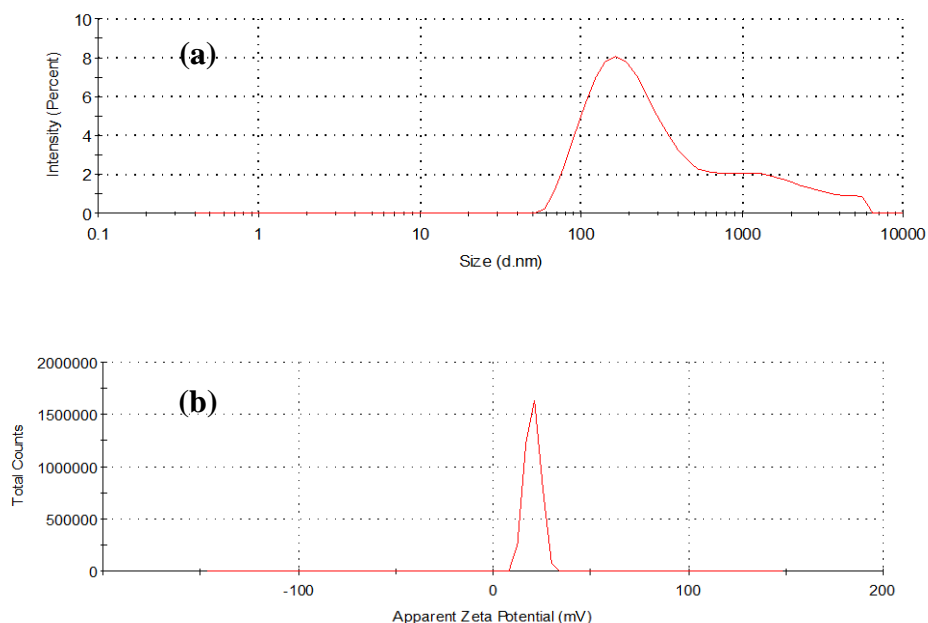 (a)
Intensity (Percent)
10
8
6
4
2
0
0.1 1 10 100 1000 10000
Size (d.nm)
(b)
Total Counts
2000000
1500000
1000000
500000
0
-100 0 100 200
Apparent Zeta Potential (mV)